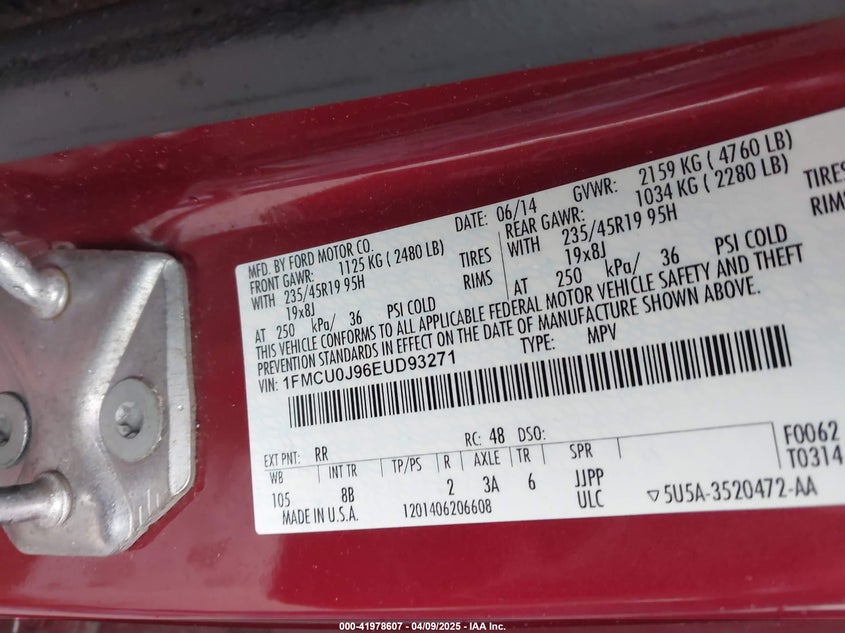 MFD. BY FORD MOTOR CO. DATE: 06/14 GVWR: 2159 KG ( 4760 LB)
FRONT GAWR: 1125 KG ( 2480 LB) REAR GAWR: 1034 KG ( 2280 LB)
WITH 235/45R19 95H TIRES WITH 235/45R19 95H TIRES
19x8J RIMS 19x8J RIMS
AT 250 kPa/ 36 PSI COLD AT 250 kPa/ 36 PSI COLD
THIS VEHICLE CONFORMS TO ALL APPLICABLE FEDERAL MOTOR VEHICLE SAFETY AND THEFT
PREVENTION STANDARDS IN EFFECT ON THE DATE OF MANUFACTURE SHOWN ABOVE.
VIN: 1FMCU0J96EUD93271 TYPE: MPV
F0062
T0314
EXT PNT: RR RC: 48 DSO:
WB INT TR TP/PS R AXLE TR SPR
105 8B 2 3A 6 JJPP
MADE IN U.S.A. 1201406206608 ULC ▽5U5A-3520472-AA
000-41978607 - 04/09/2025 - IAA Inc.